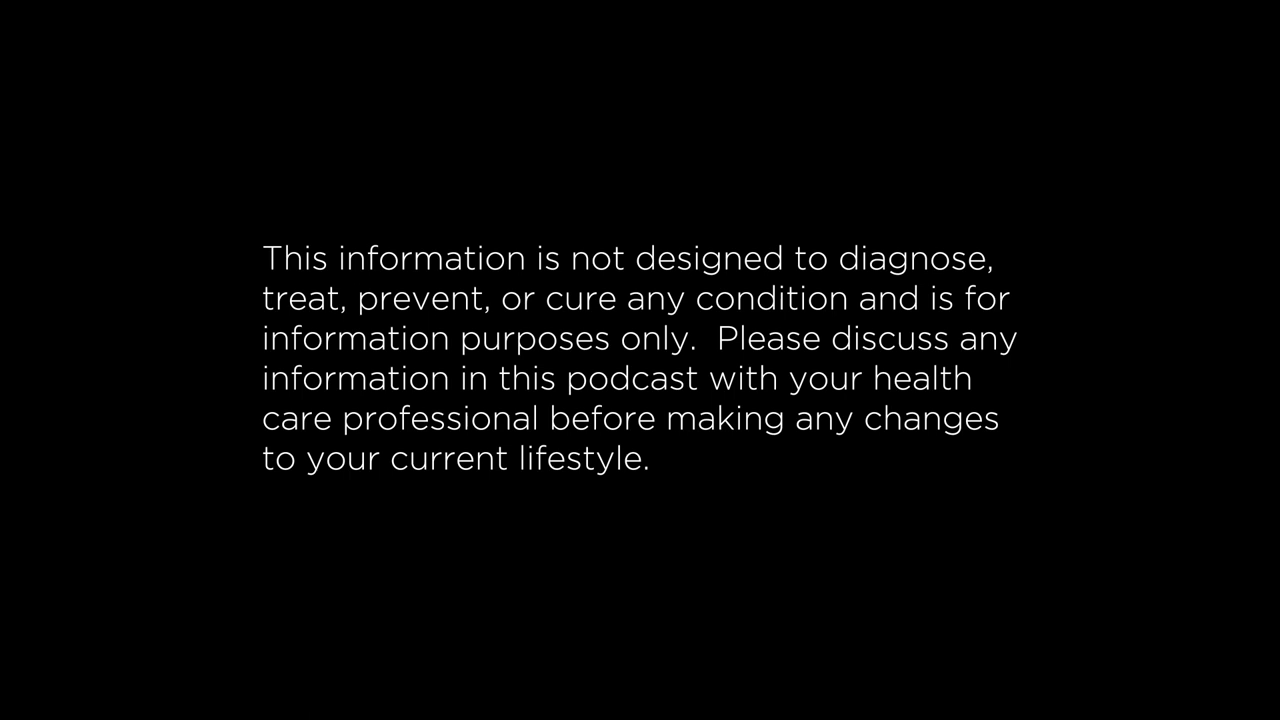 This information is not designed to diagnose,
treat, prevent, or cure any condition and is for
information purposes only.  Please discuss any
information in this podcast with your health
care professional before making any changes
to your current lifestyle.